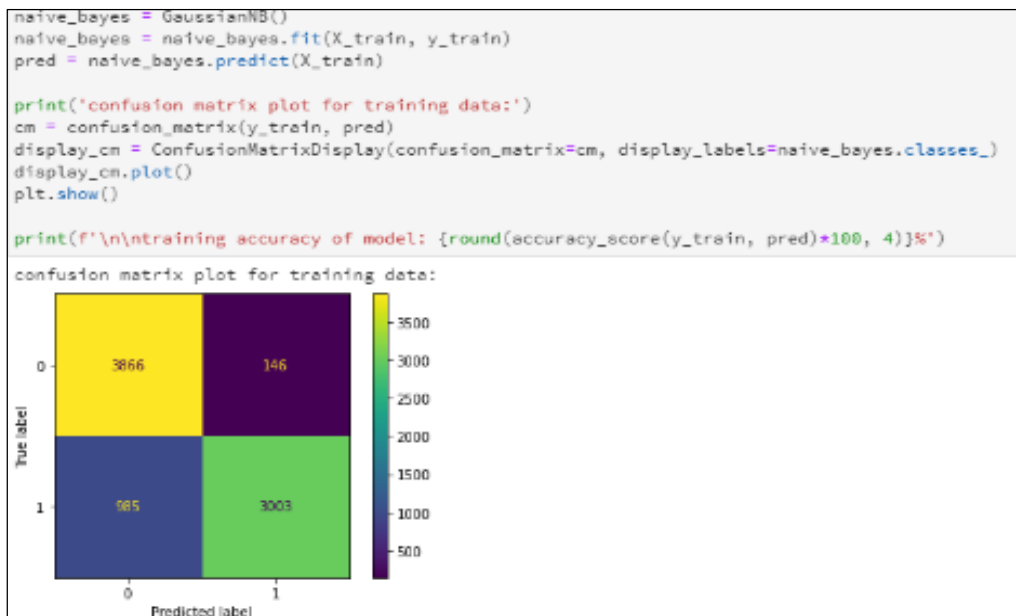 naive_bayes = GaussianNB()
naive_bayes = naive_bayes.fit(X_train, y_train)
pred = naive_bayes.predict(X_train)
print('confusion matrix plot for training data:')
cm = confusion_matrix(y_train, pred)
display_cm = ConfusionMatrixDisplay(confusion_matrix=cm, display_labels=naive_bayes.classes_)
display_cm.plot()
plt.show()
print(f'\n\ntraining accuracy of model: {round(accuracy_score(y_train, pred)*100, 4)}%')
confusion matrix plot for training data:
3500
0 3866 146
3000
2500
True label
2000
1500
1 985 3003
1000
500
0 1
Predicted label